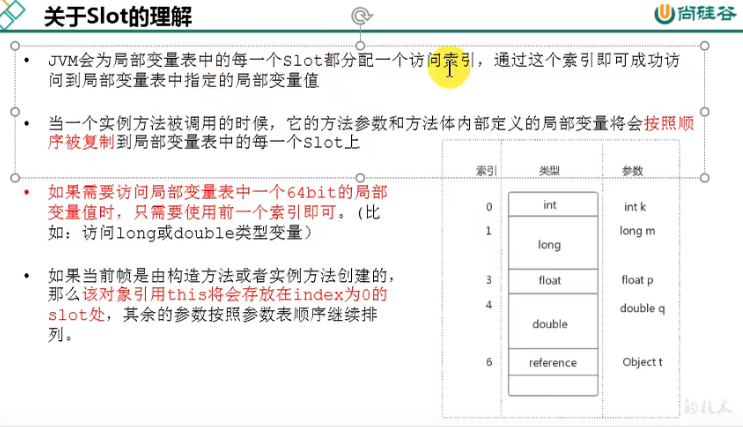 关于Slot的理解
尚硅谷
• JVM会为局部变量表中的每一个Slot都分配一个访问索引，通过这个索引即可成功访
问到局部变量表中指定的局部变量值
• 当一个实例方法被调用的时候，它的方法参数和方法体内部定义的局部变量将会按照顺
序被复制到局部变量表中的每一个Slot上
• 如果需要访问局部变量表中一个64bit的局部
变量值时，只需要使用前一个索引即可。(比
如：访问long或double类型变量）
• 如果当前帧是由构造方法或者实例方法创建的，
那么该对象引用this将会存放在index为0的
slot处，其余的参数按照参数表顺序继续排
列。
索引 类型 参数
0 int int k
1 long long m
3 float float p
4 double double q
6 reference Object t
的技术